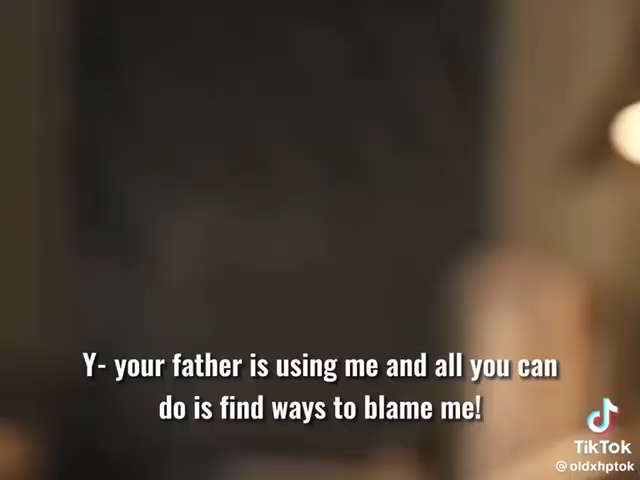 Y- your father is using me and all you can
do is find ways to blame me!
TikTok
@oldxhptok